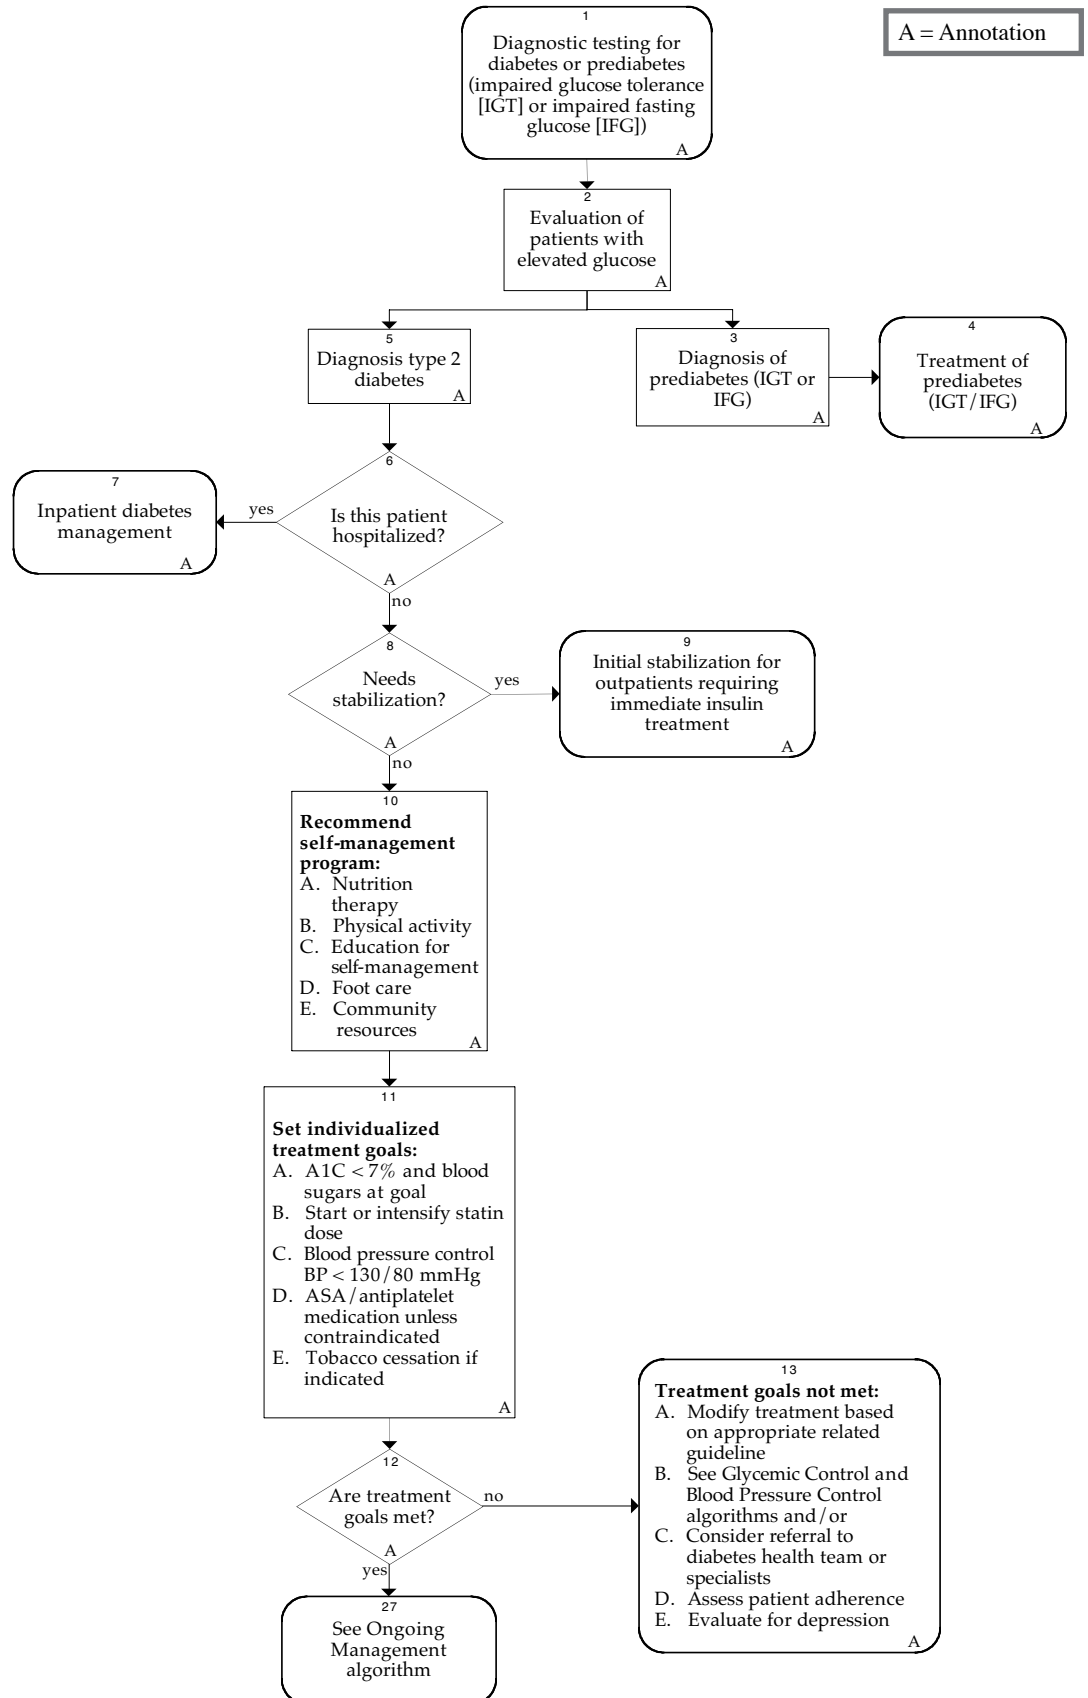 A = Annotation
1
Diagnostic testing for
diabetes or prediabetes
(impaired glucose tolerance
[IGT] or impaired fasting
glucose [IFG])
A
2
Evaluation of
patients with
elevated glucose
A
5
Diagnosis type 2
diabetes
A
3
Diagnosis of
prediabetes (IGT or
IFG)
A
4
Treatment of
prediabetes
(IGT/IFG)
A
6
Is this patient
hospitalized?
A
yes
no
7
Inpatient diabetes
management
A
8
Needs
stabilization?
A
yes
no
9
Initial stabilization for
outpatients requiring
immediate insulin
treatment
A
10
Recommend
self-management
program:
A. Nutrition
therapy
B. Physical activity
C. Education for
self-management
D. Foot care
E. Community
resources
A
11
Set individualized
treatment goals:
A. A1C < 7% and blood
sugars at goal
B. Start or intensify statin
dose
C. Blood pressure control
BP < 130/80 mmHg
D. ASA/antiplatelet
medication unless
contraindicated
E. Tobacco cessation if
indicated
A
12
Are treatment
goals met?
A
no
yes
13
Treatment goals not met:
A. Modify treatment based
on appropriate related
guideline
B. See Glycemic Control and
Blood Pressure Control
algorithms and/or
C. Consider referral to
diabetes health team or
specialists
D. Assess patient adherence
E. Evaluate for depression
A
27
See Ongoing
Management
algorithm